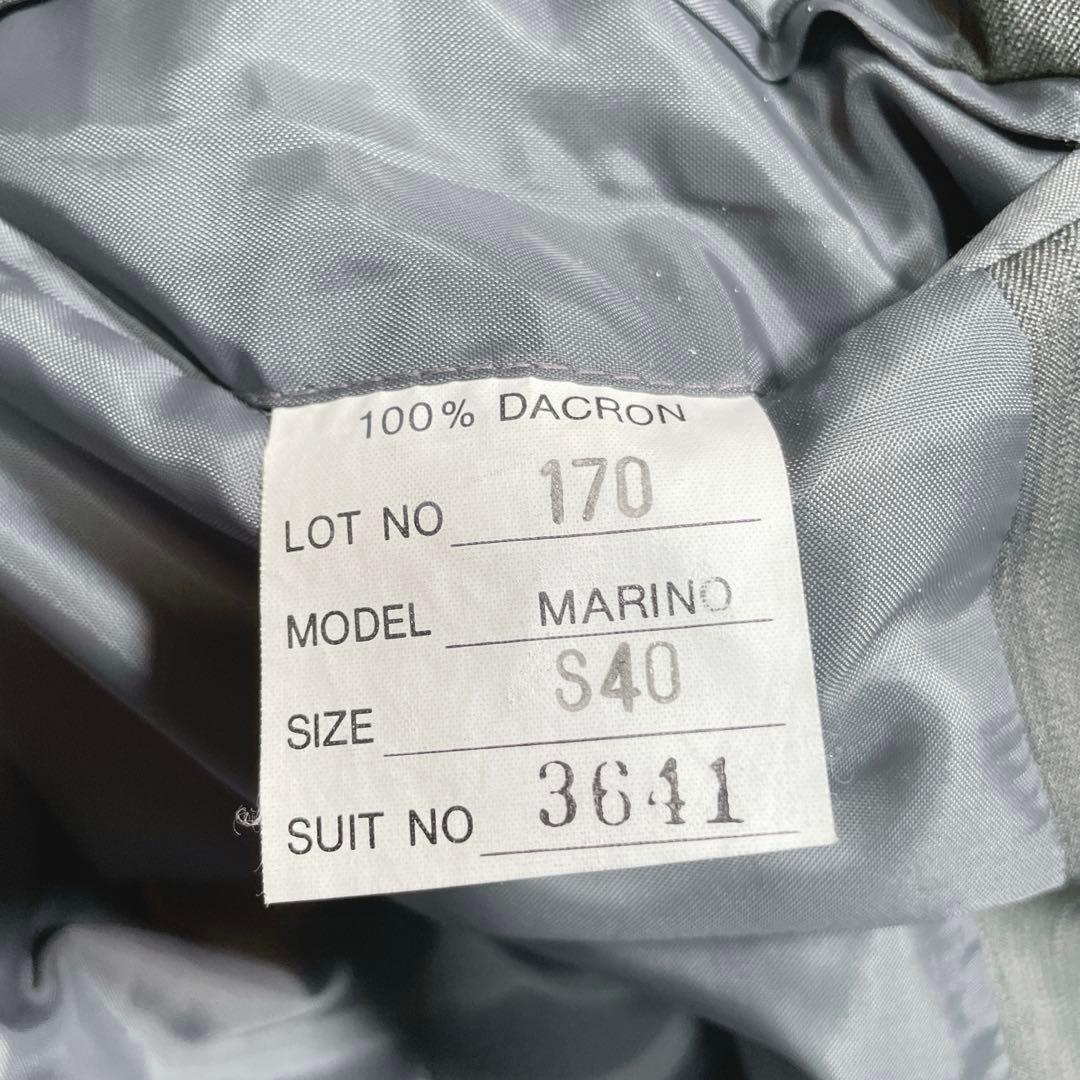 100% DACRON
LOT NO 170
MODEL MARINO
SIZE S40
SUIT NO 3641